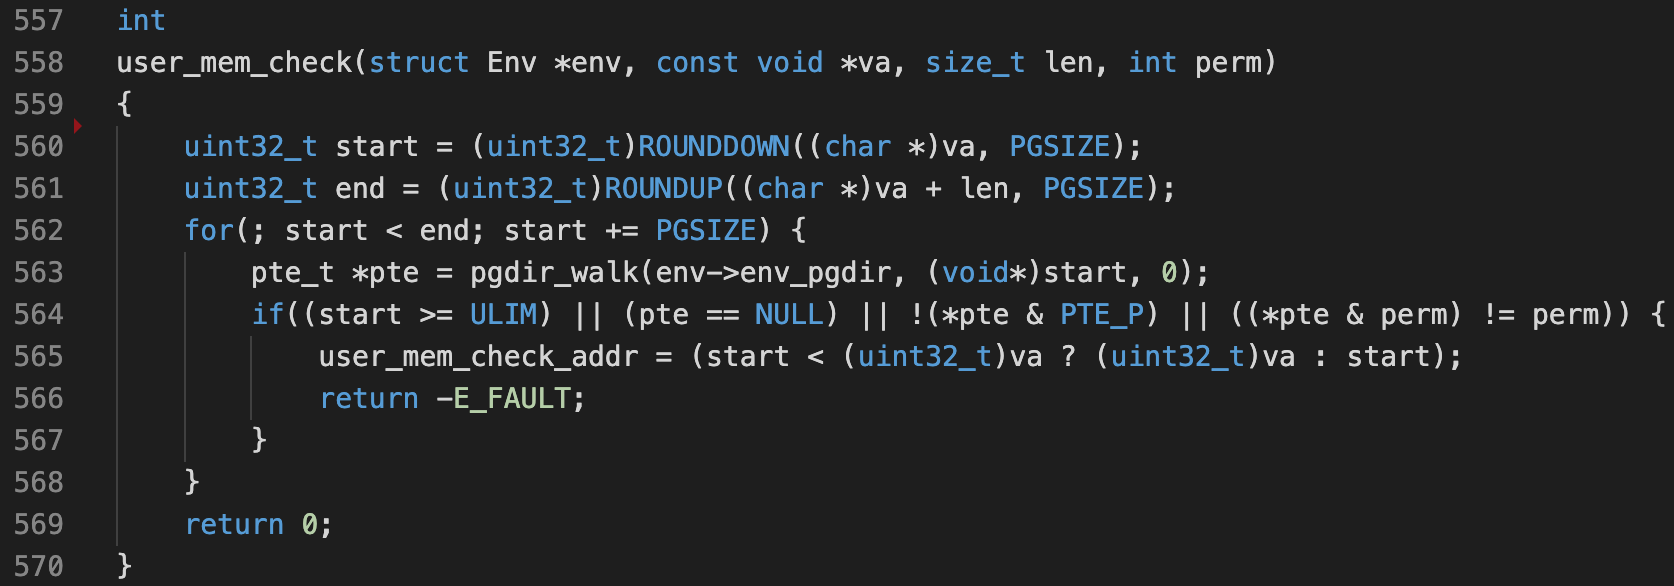 557 int
558 user_mem_check(struct Env *env, const void *va, size_t len, int perm)
559 {
560     uint32_t start = (uint32_t)ROUNDDOWN((char *)va, PGSIZE);
561     uint32_t end = (uint32_t)ROUNDUP((char *)va + len, PGSIZE);
562     for(; start < end; start += PGSIZE) {
563         pte_t *pte = pgdir_walk(env->env_pgdir, (void*)start, 0);
564         if((start >= ULIM) || (pte == NULL) || !(*pte & PTE_P) || ((*pte & perm) != perm)) {
565             user_mem_check_addr = (start < (uint32_t)va ? (uint32_t)va : start);
566             return -E_FAULT;
567         }
568     }
569     return 0;
570 }